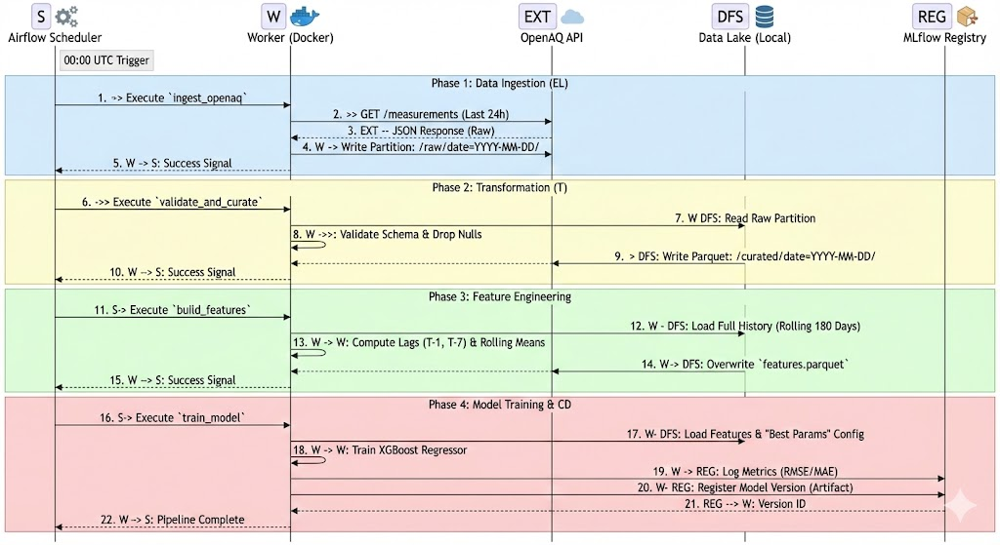 S
W
EXT
DFS
REG
Airflow Scheduler
Worker (Docker)
OpenAQ API
Data Lake (Local)
MLflow Registry
00:00 UTC Trigger
Phase 1: Data Ingestion (EL)
1. -> Execute `ingest_openaq`
2. >> GET /measurements (Last 24h)
3. EXT -- JSON Response (Raw)
4. W -> Write Partition: /raw/date=YYYY-MM-DD/
5. W -> S: Success Signal
Phase 2: Transformation (T)
6. ->> Execute `validate_and_curate`
7. W DFS: Read Raw Partition
8. W ->>: Validate Schema & Drop Nulls
9. > DFS: Write Parquet: /curated/date=YYYY-MM-DD/
10. W --> S: Success Signal
Phase 3: Feature Engineering
11. S-> Execute `build_features`
12. W - DFS: Load Full History (Rolling 180 Days)
13. W -> W: Compute Lags (T-1, T-7) & Rolling Means
14. W-> DFS: Overwrite `features.parquet`
15. W --> S: Success Signal
Phase 4: Model Training & CD
16. S-> Execute `train_model`
17. W- DFS: Load Features & "Best Params" Config
18. W -> W: Train XGBoost Regressor
19. W -> REG: Log Metrics (RMSE/MAE)
20. W- REG: Register Model Version (Artifact)
21. REG --> W: Version ID
22. W --> S: Pipeline Complete